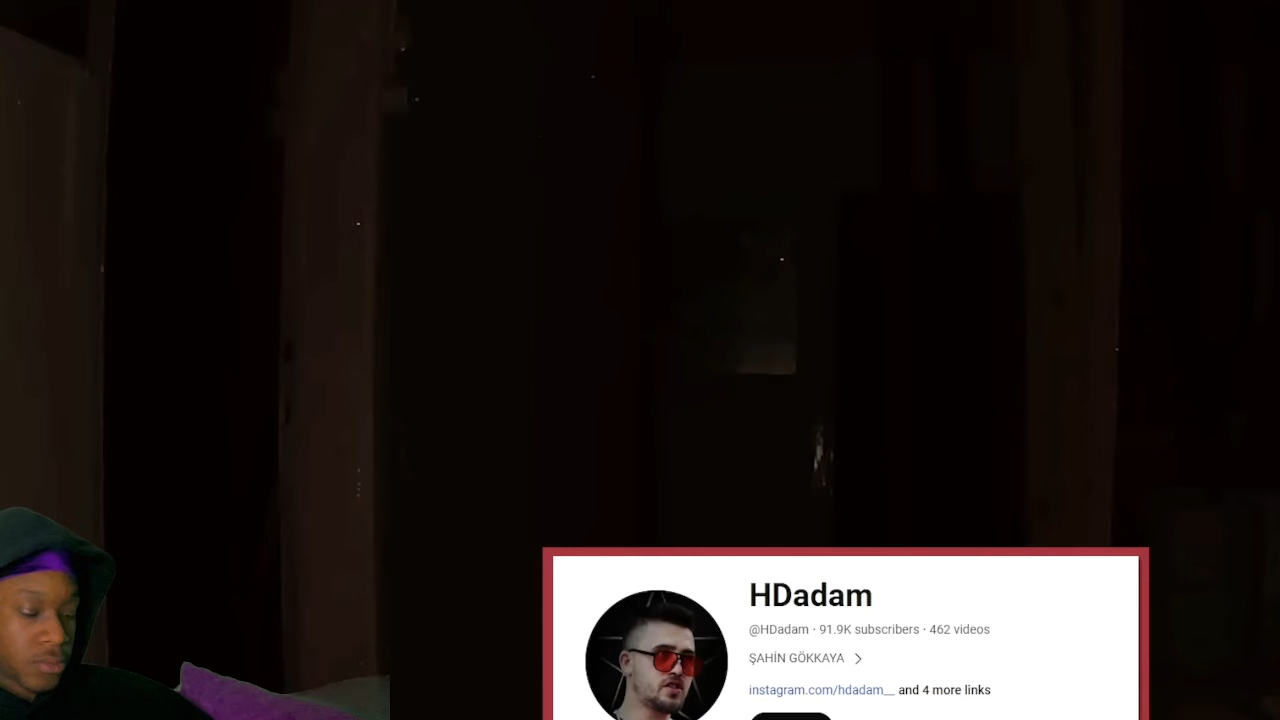 HDadam
@HDadam · 91.9K subscribers · 462 videos
ŞAHİN GÖKKAYA
instagram.com/hdadam__ and 4 more links